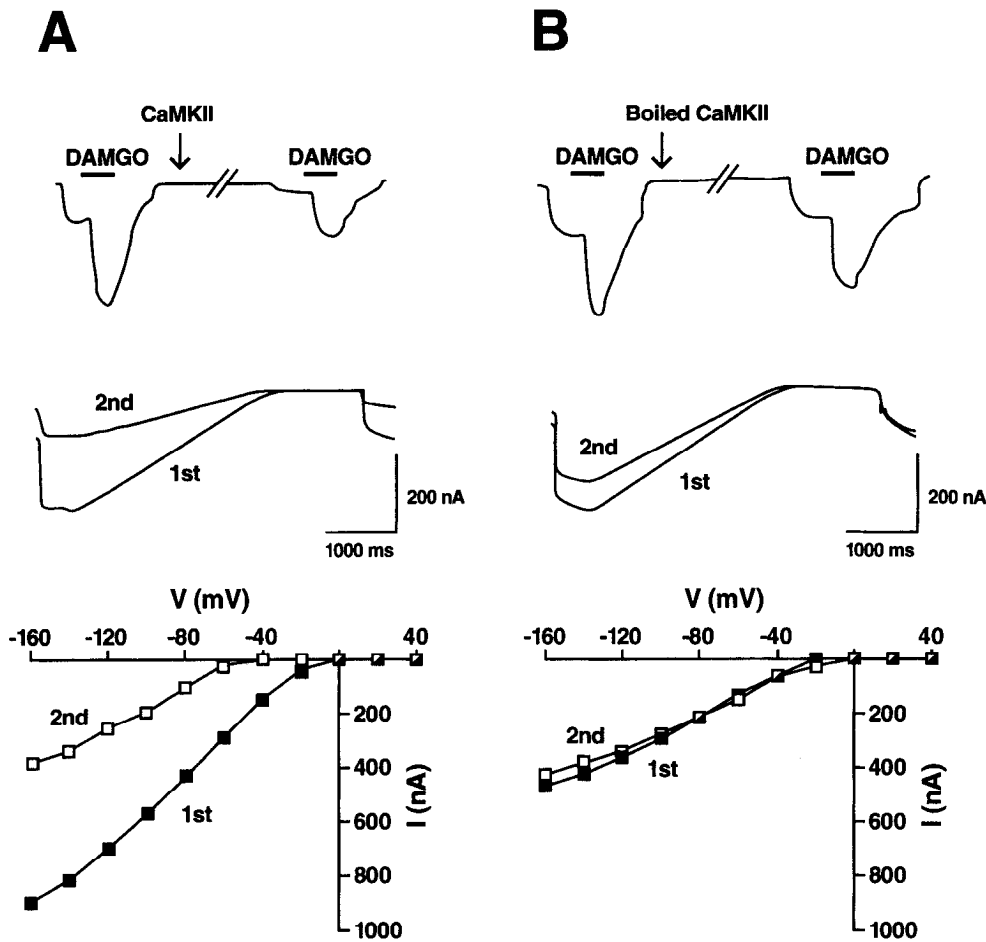 A
CaMKII
DAMGO
DAMGO
2nd
1st
200 nA
1000 ms
V (mV)
-160
-120
-80
-40
40
2nd
1st
200
400
600
800
1000
I (nA)
B
Boiled CaMKII
DAMGO
DAMGO
2nd
1st
200 nA
1000 ms
V (mV)
-160
-120
-80
-40
40
2nd
1st
200
400
600
800
1000
I (nA)